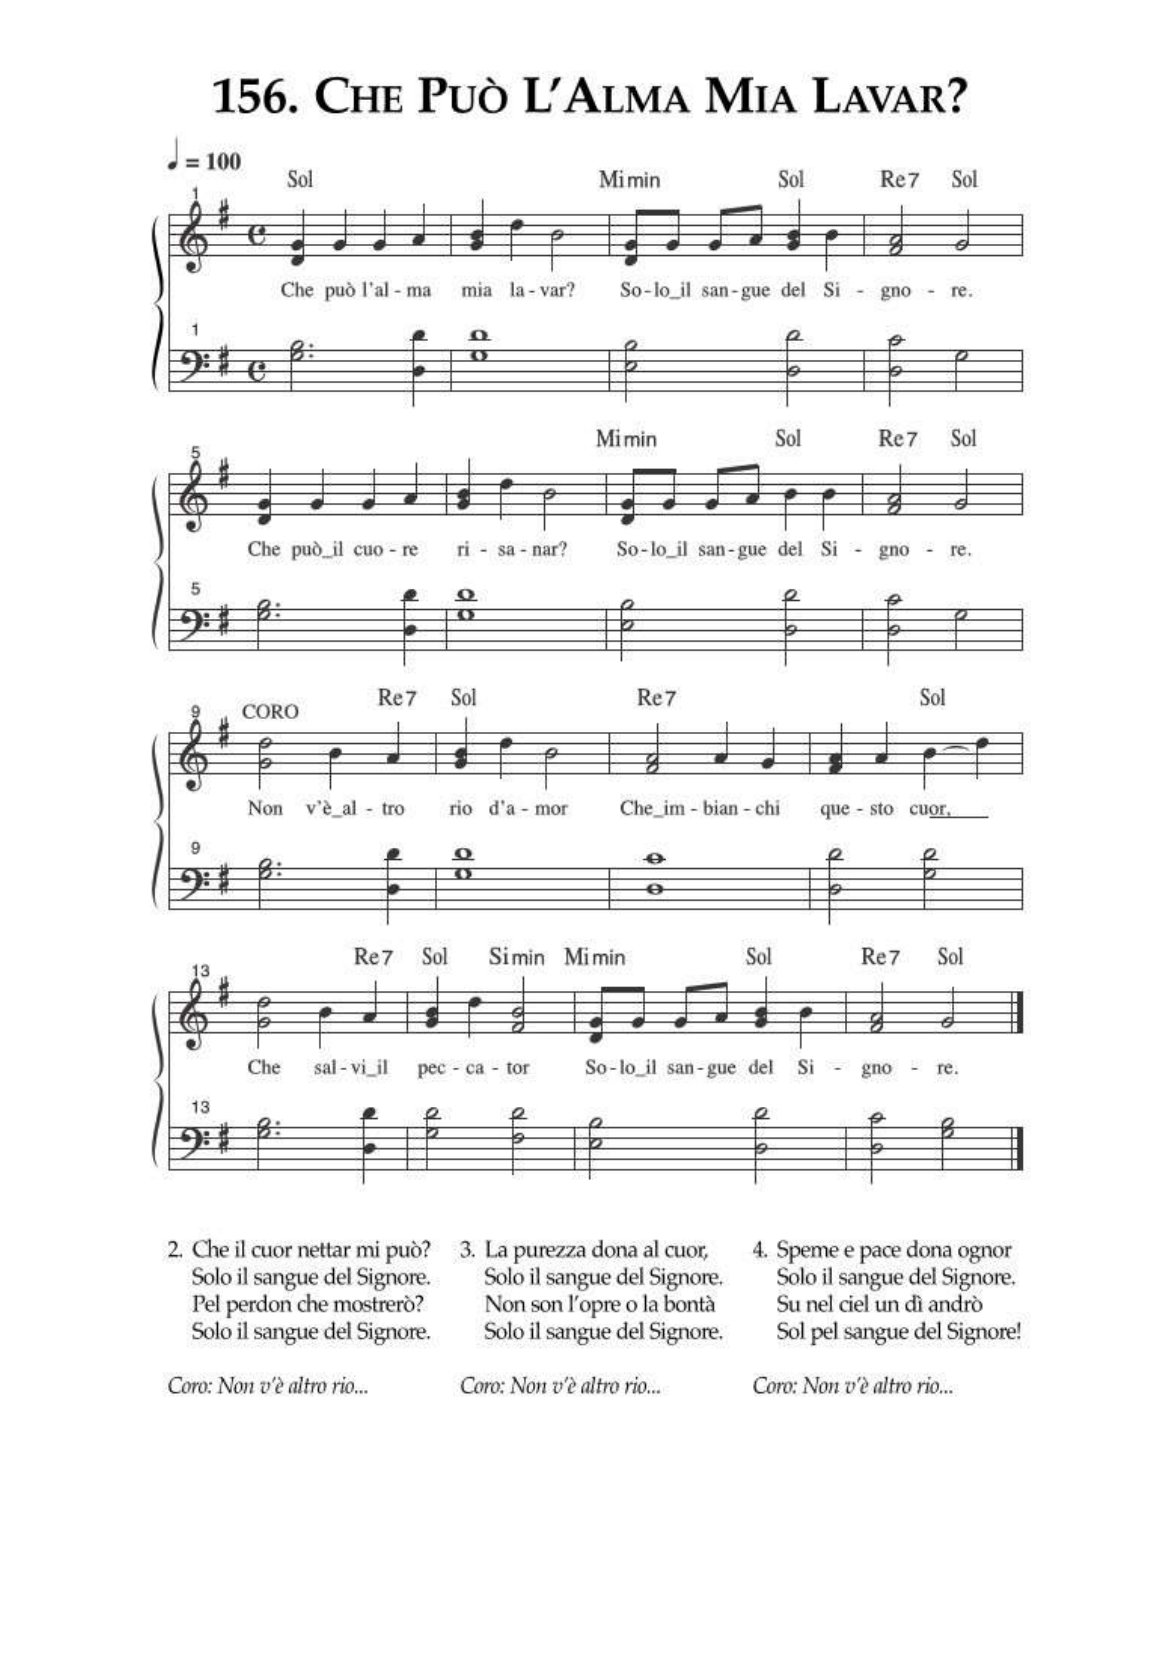 156. CHE PUÒ L'ALMA MIA LAVAR?
= 100
Sol Mi min Sol Re7 Sol
1
Che può l'al - ma mia la - var? So - lo_il san - gue del Si - gno - re.
1
Mi min Sol Re7 Sol
5
Che può_il cuo - re ri - sa - nar? So - lo_il san - gue del Si - gno - re.
5
Re7 Sol Re7 Sol
9 CORO
Non v'è_al - tro rio d'a - mor Che_im - bian - chi que - sto cuor,
9
Re7 Sol Si min Mi min Sol Re7 Sol
13
Che sal - vi_il pec - ca - tor So - lo_il san - gue del Si - gno - re.
13
2. Che il cuor nettar mi può?
Solo il sangue del Signore.
Pel perdon che mostrerò?
Solo il sangue del Signore.
Coro: Non v'è altro rio...
3. La purezza dona al cuor,
Solo il sangue del Signore.
Non son l'opre o la bontà
Solo il sangue del Signore.
Coro: Non v'è altro rio...
4. Speme e pace dona ognor
Solo il sangue del Signore.
Su nel ciel un dì andrò
Sol pel sangue del Signore!
Coro: Non v'è altro rio...